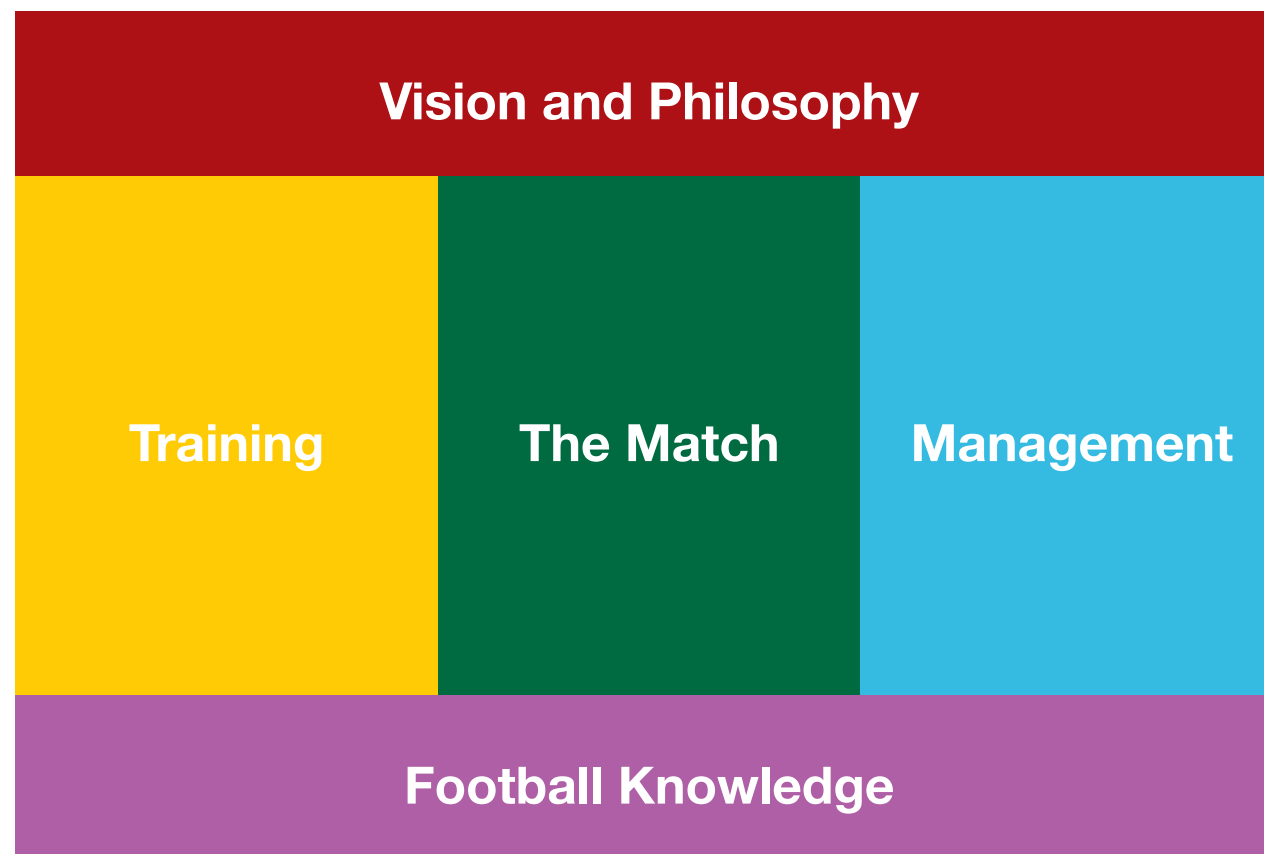 Vision and Philosophy
Training
The Match
Management
Football Knowledge